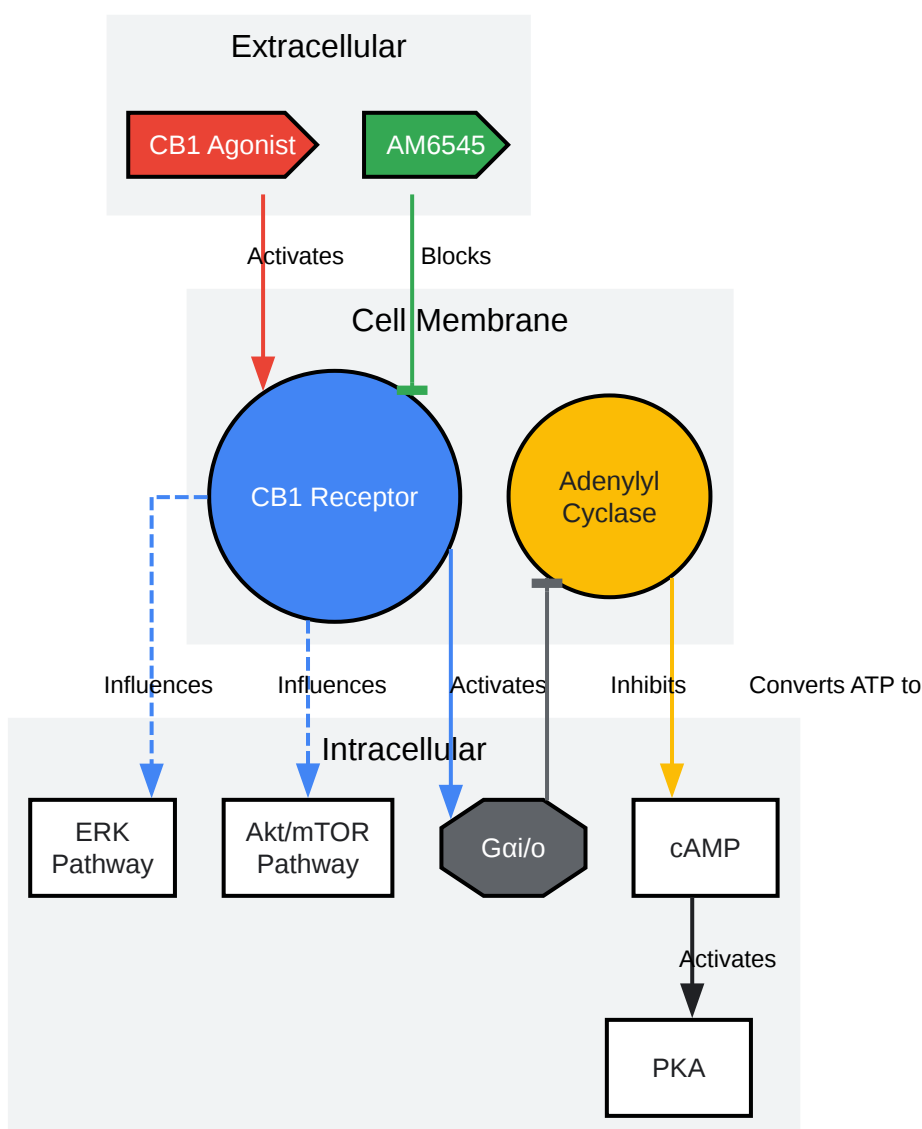 Extracellular
CB1 Agonist
AM6545
Activates
Blocks
Cell Membrane
CB1 Receptor
Adenylyl
Cyclase
Influences
Influences
Activates
Inhibits
Converts ATP to
Intracellular
ERK
Pathway
Akt/mTOR
Pathway
Gαi/o
cAMP
Activates
PKA